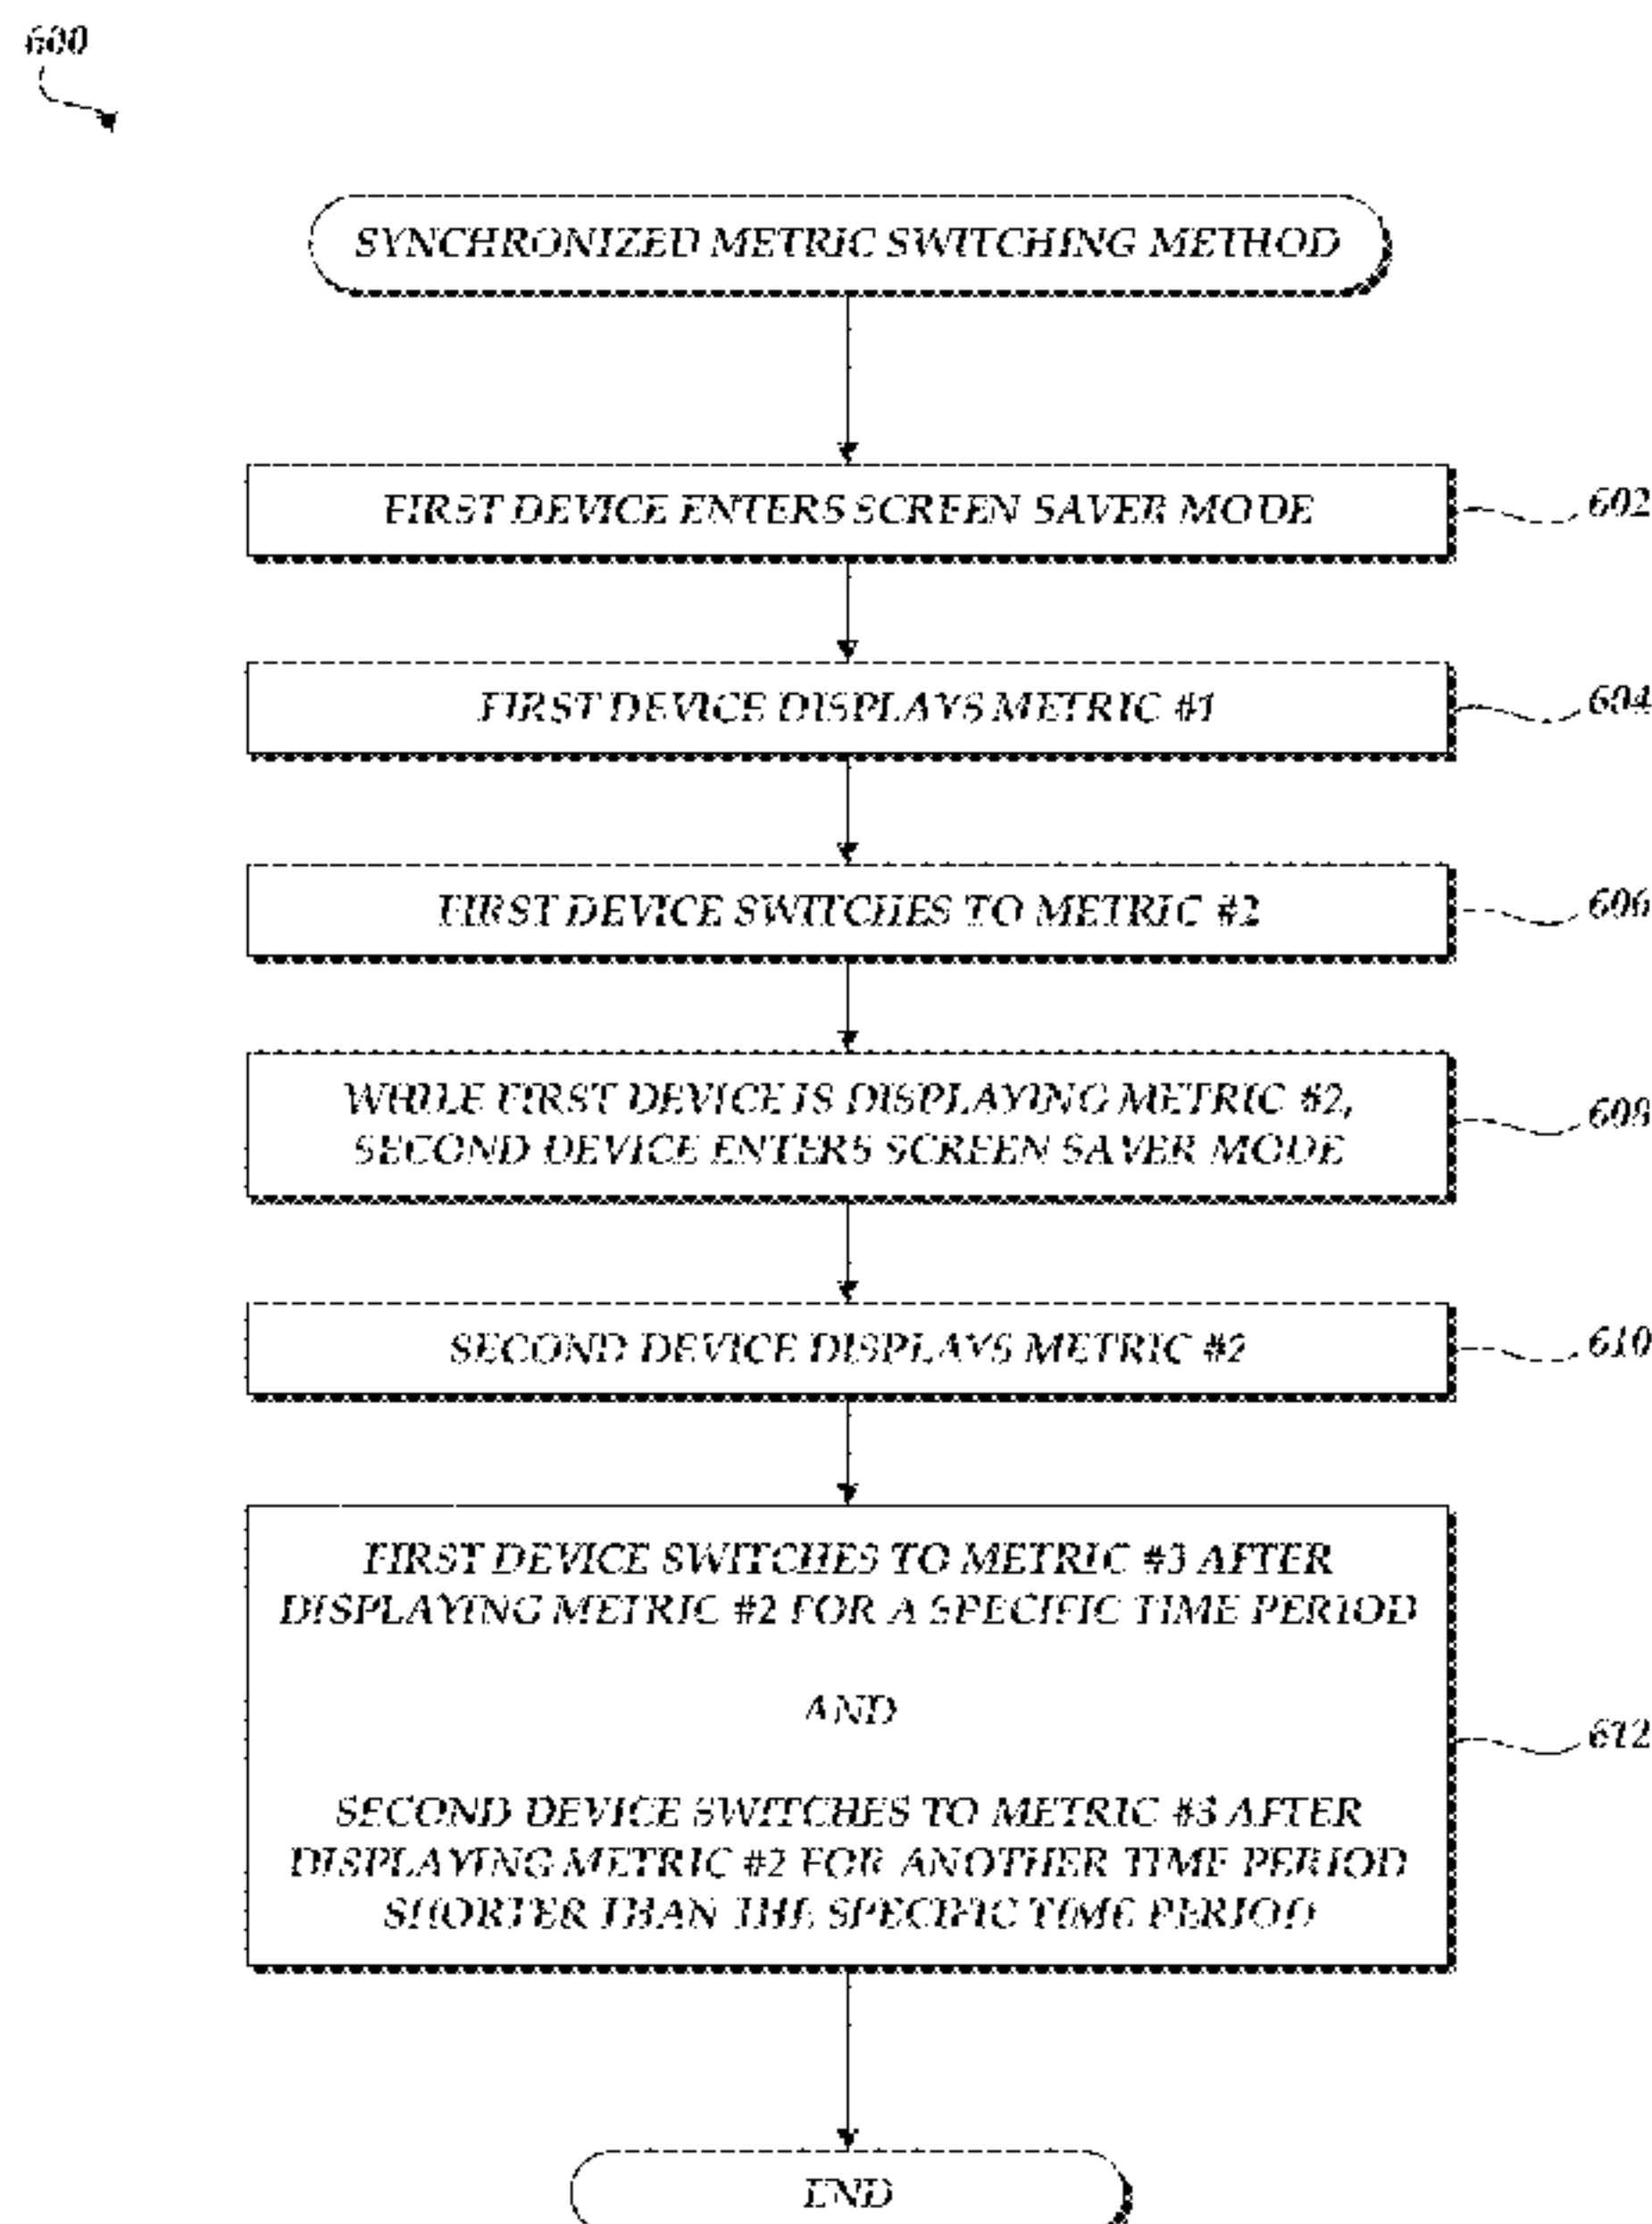 600
SYNCHRONIZED METRIC SWITCHING METHOD
FIRST DEVICE ENTERS SCREEN SAVER MODE
602
FIRST DEVICE DISPLAYS METRIC #1
604
FIRST DEVICE SWITCHES TO METRIC #2
606
WHILE FIRST DEVICE IS DISPLAYING METRIC #2,
SECOND DEVICE ENTERS SCREEN SAVER MODE
608
SECOND DEVICE DISPLAYS METRIC #2
610
FIRST DEVICE SWITCHES TO METRIC #3 AFTER
DISPLAYING METRIC #2 FOR A SPECIFIC TIME PERIOD
AND
SECOND DEVICE SWITCHES TO METRIC #3 AFTER
DISPLAYING METRIC #2 FOR ANOTHER TIME PERIOD
SHORTER THAN THE SPECIFIC TIME PERIOD
612
END